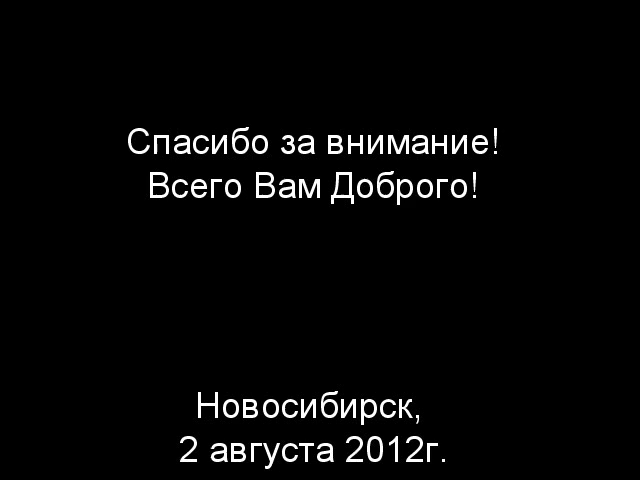 Спасибо за внимание!
Всего Вам Доброго!
Новосибирск,
2 августа 2012г.